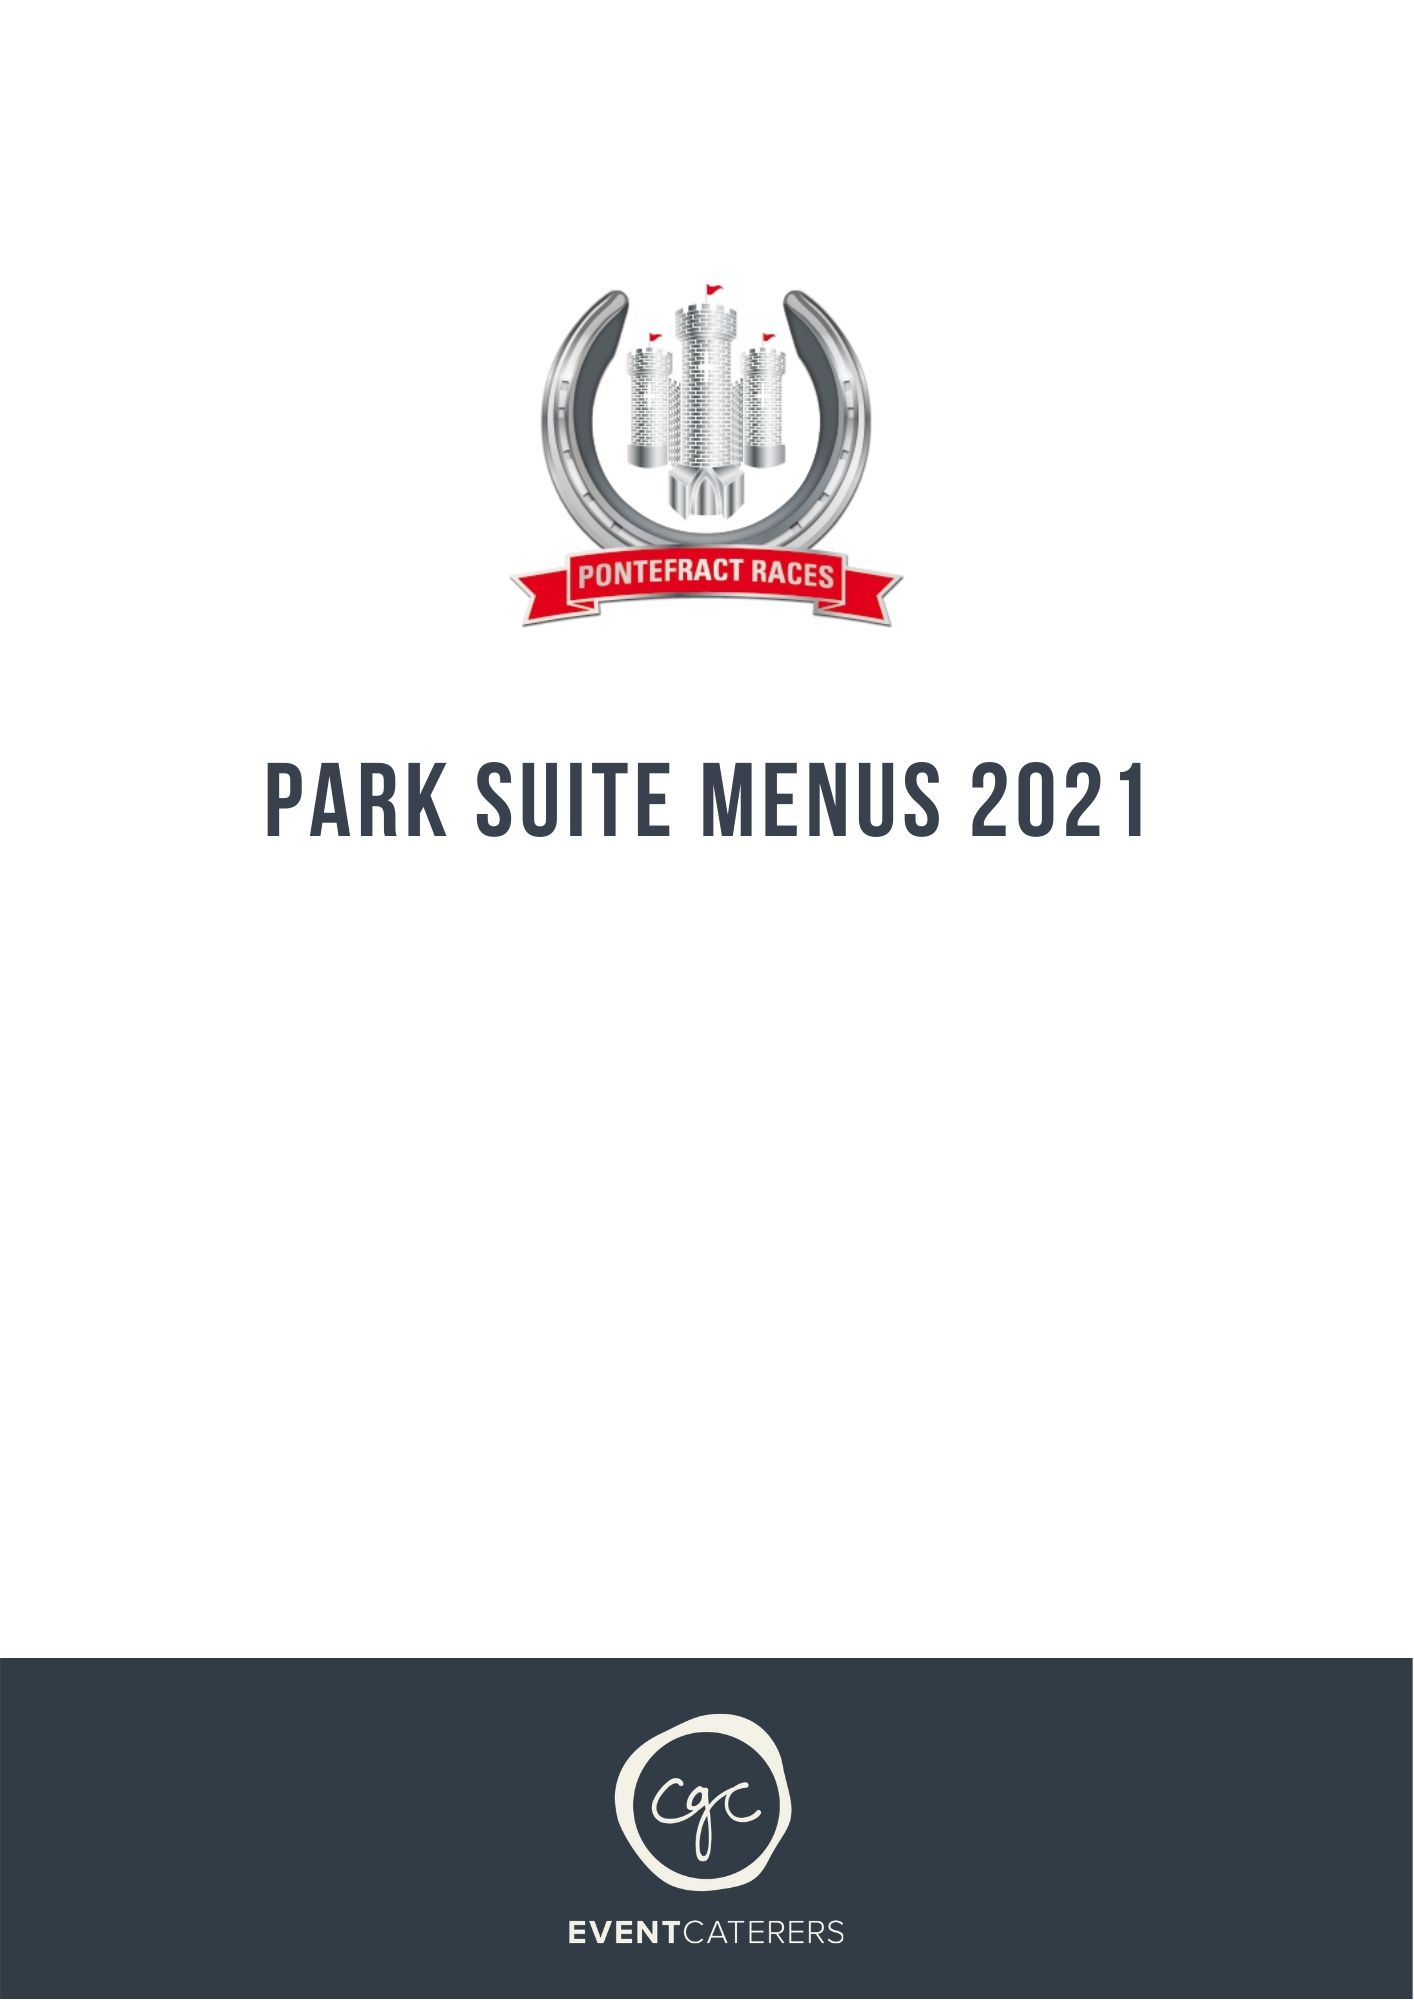 PONTEFRACT RACES
PARK SUITE MENUS 2021
cgc
EVENTCATERERS